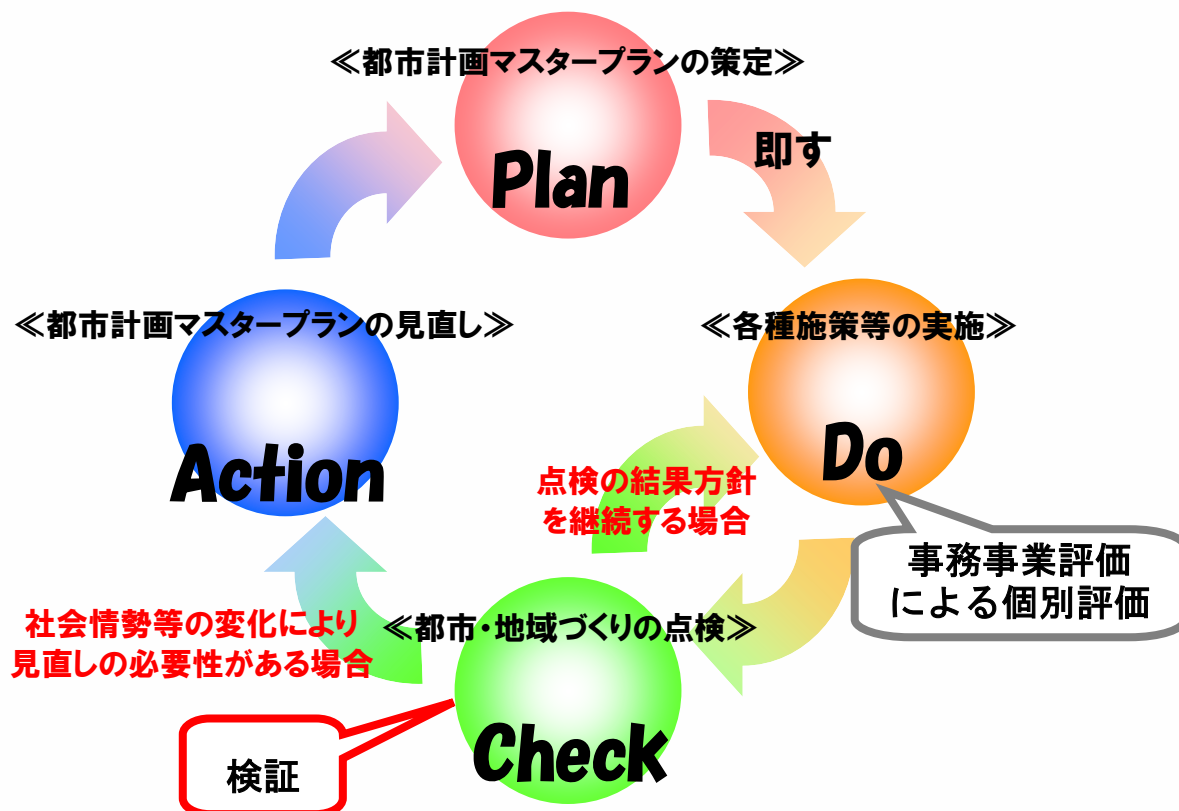 ≪都市計画マスタープランの策定≫
Plan
即す
≪都市計画マスタープランの見直し≫
≪各種施策等の実施≫
Action
Do
点検の結果方針
を継続する場合
事務事業評価
による個別評価
社会情勢等の変化により
見直しの必要性がある場合
≪都市・地域づくりの点検≫
Check
検証